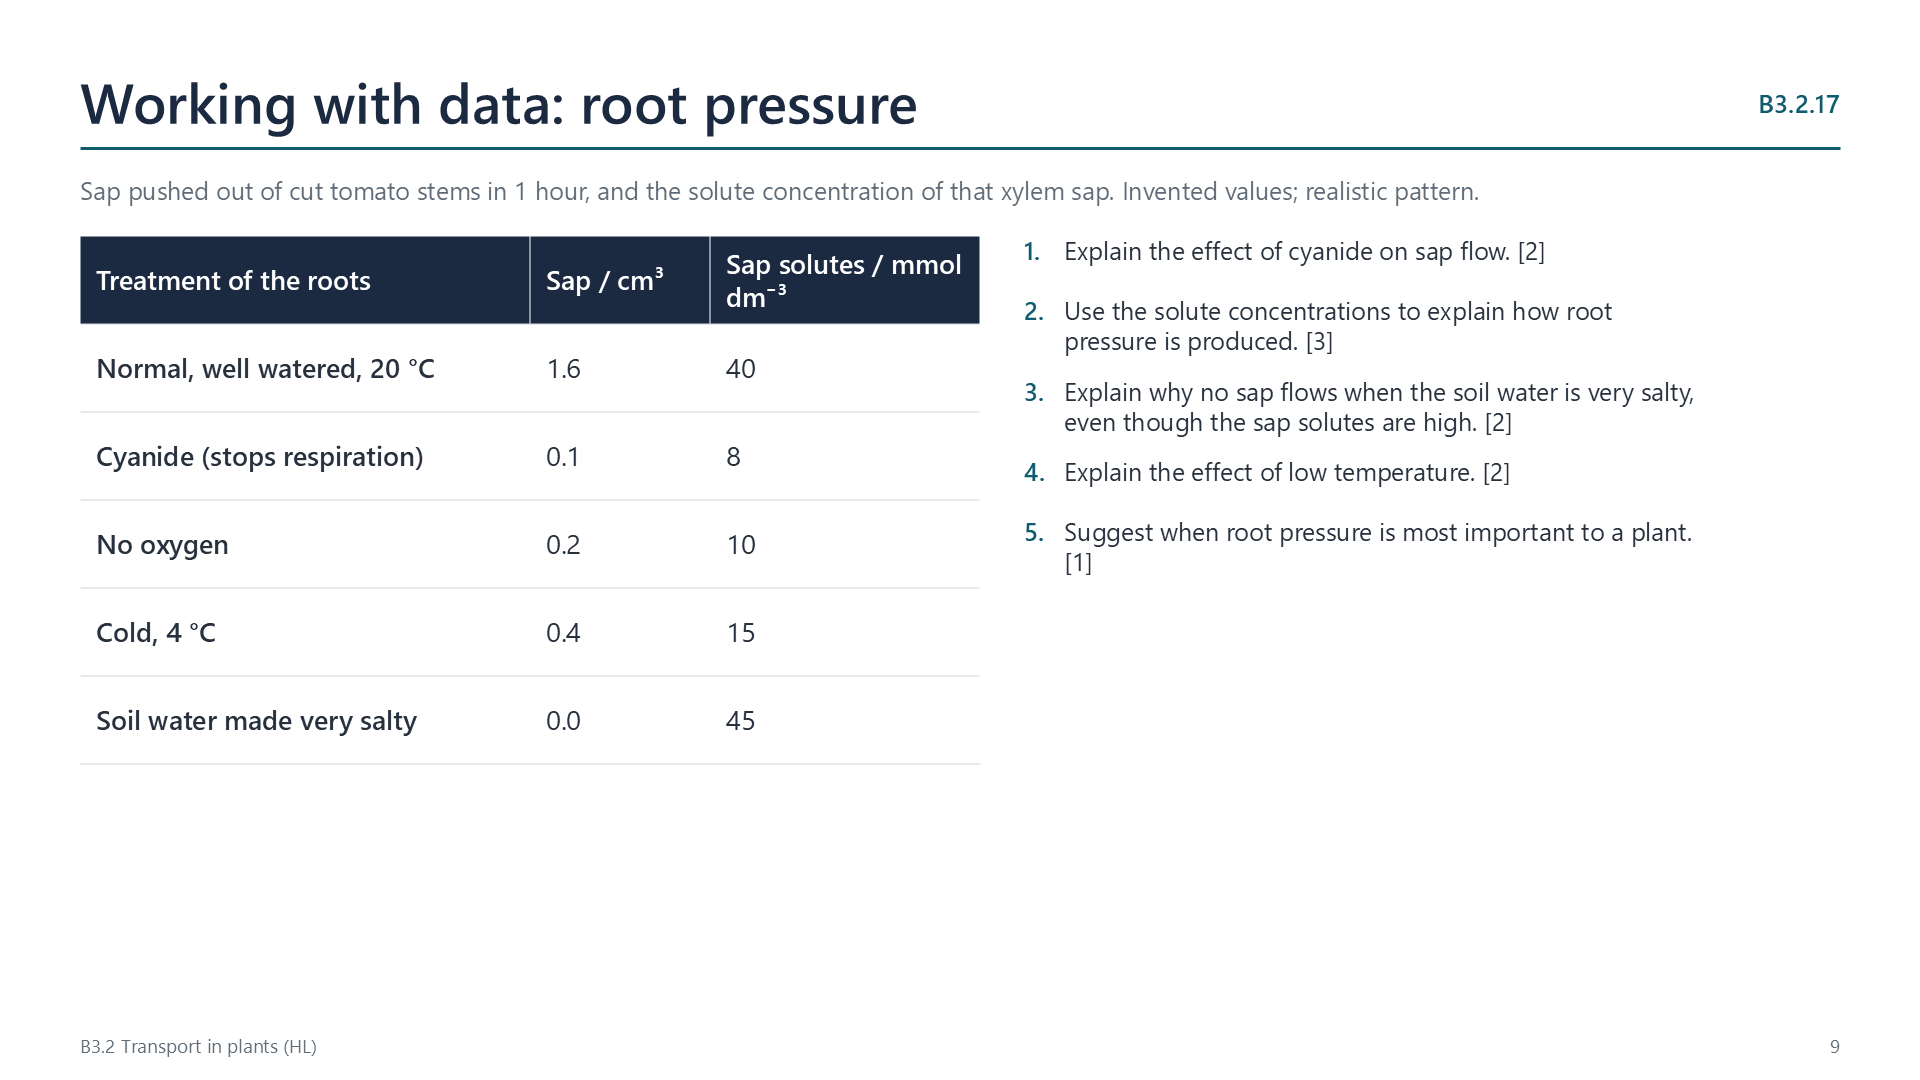 Working with data: root pressure
B3.2.17
Sap pushed out of cut tomato stems in 1 hour, and the solute concentration of that xylem sap. Invented values; realistic pattern.
Treatment of the roots
Sap / cm³
Sap solutes / mmol
dm⁻³
Normal, well watered, 20 °C
1.6
40
Cyanide (stops respiration)
0.1
8
No oxygen
0.2
10
Cold, 4 °C
0.4
15
Soil water made very salty
0.0
45
1. Explain the effect of cyanide on sap flow. [2]
2. Use the solute concentrations to explain how root
pressure is produced. [3]
3. Explain why no sap flows when the soil water is very salty,
even though the sap solutes are high. [2]
4. Explain the effect of low temperature. [2]
5. Suggest when root pressure is most important to a plant.
[1]
B3.2 Transport in plants (HL)
9